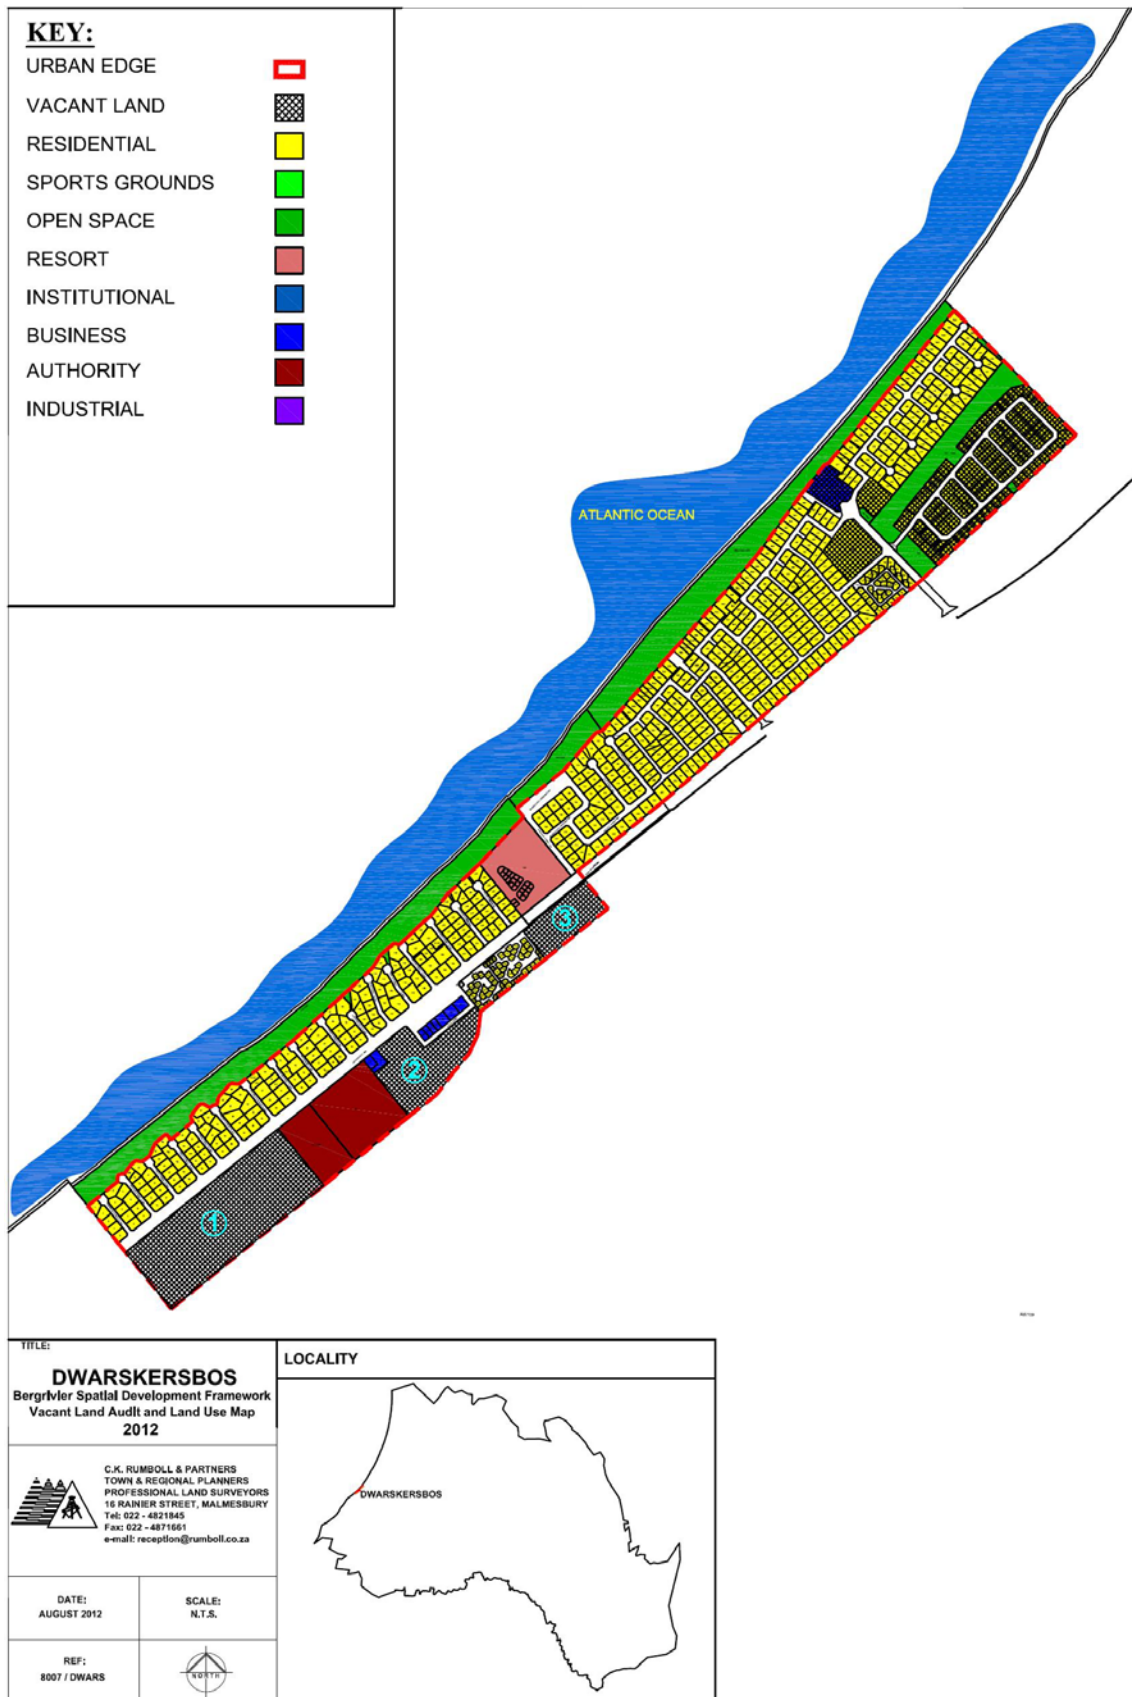 KEY:
URBAN EDGE
VACANT LAND
RESIDENTIAL
SPORTS GROUNDS
OPEN SPACE
RESORT
INSTITUTIONAL
BUSINESS
AUTHORITY
INDUSTRIAL
ATLANTIC OCEAN
3
2
1
TITLE:
DWARSKERSBOS
Bergrivier Spatial Development Framework
Vacant Land Audit and Land Use Map
2012
C.K. RUMBOLL & PARTNERS
TOWN & REGIONAL PLANNERS
PROFESSIONAL LAND SURVEYORS
16 RAINIER STREET, MALMESBURY
Tel: 022 - 4821845
Fax: 022 - 4871661
e-mail: reception@rumboll.co.za
DATE:
AUGUST 2012
SCALE:
N.T.S.
REF:
8007 / DWARS
NORTH
LOCALITY
DWARSKERSBOS